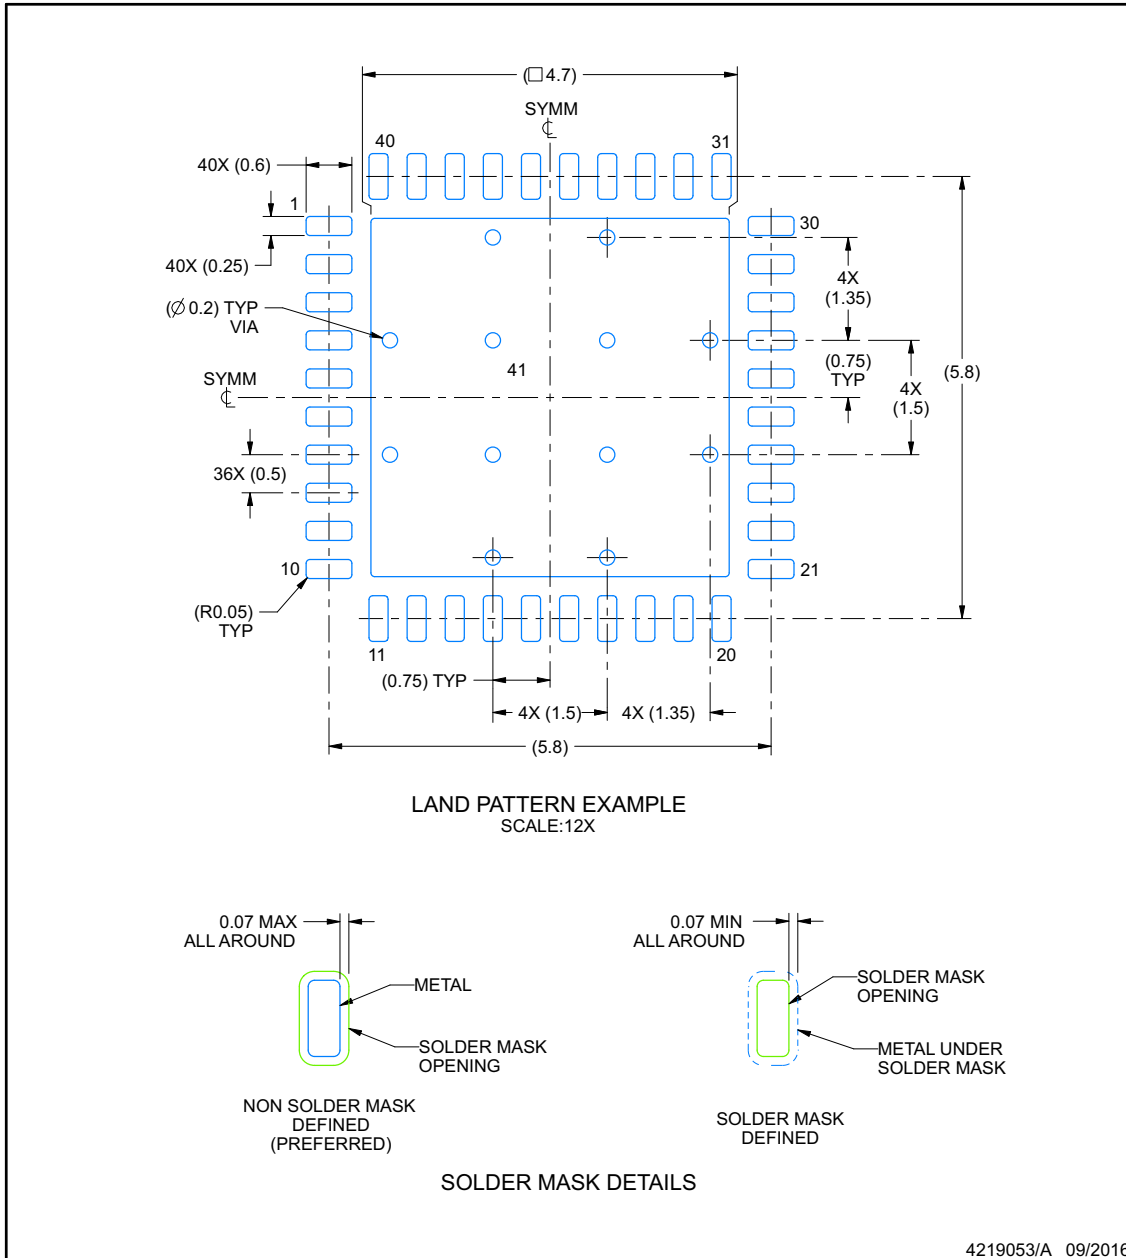 (□ 4.7)
SYMM
℄
40
31
40X (0.6)
1
30
40X (0.25)
4X
(1.35)
(Ø 0.2) TYP
VIA
(0.75)
TYP
41
SYMM
℄
(5.8)
4X
(1.5)
36X (0.5)
10
21
(R0.05)
TYP
11
20
(0.75) TYP
4X (1.5)
4X (1.35)
(5.8)
LAND PATTERN EXAMPLE
SCALE:12X
0.07 MAX
ALL AROUND
METAL
SOLDER MASK
OPENING
NON SOLDER MASK
DEFINED
(PREFERRED)
0.07 MIN
ALL AROUND
SOLDER MASK
OPENING
METAL UNDER
SOLDER MASK
SOLDER MASK
DEFINED
SOLDER MASK DETAILS
4219053/A 09/2016